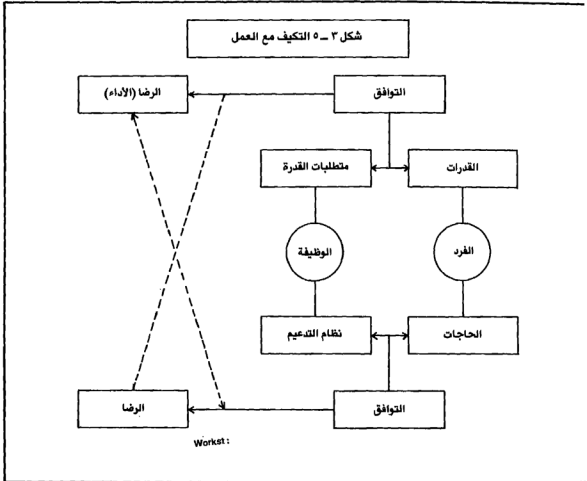 شكل ٣ – ٥ التكيف مع العمل
التوافق
الرضا (الأداء)
القدرات
متطلبات القدرة
الفرد
الوظيفة
الحاجات
نظام التدعيم
التوافق
الرضا
Workst :